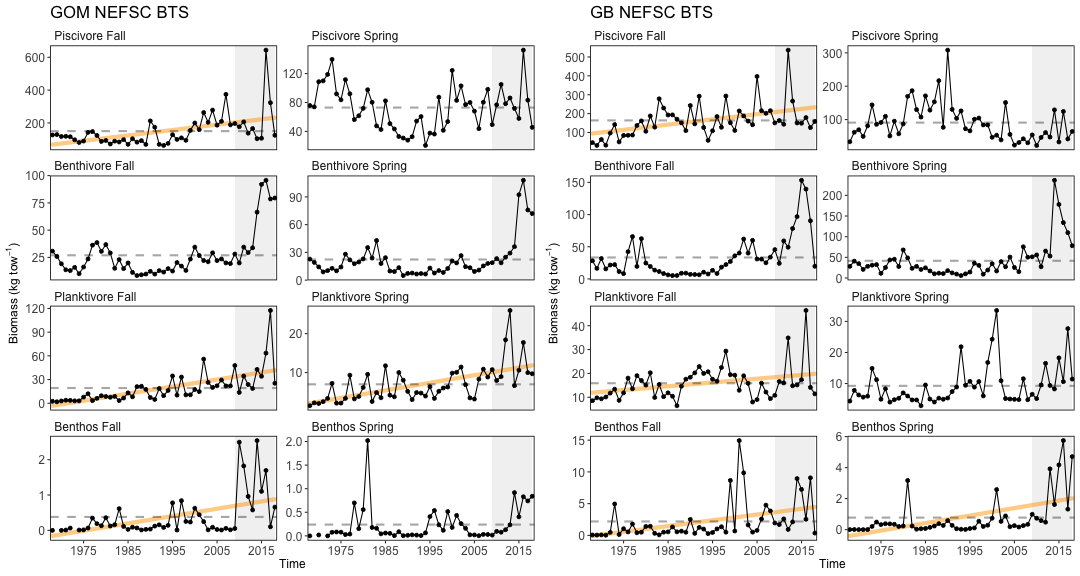 GOM NEFSC BTS
GB NEFSC BTS
Piscivore Fall
Piscivore Spring
Piscivore Fall
Piscivore Spring
600
400
200
120
80
40
500
400
300
200
100
300
200
100
Benthivore Fall
Benthivore Spring
Benthivore Fall
Benthivore Spring
100
75
50
25
90
60
30
0
150
100
50
0
200
150
100
50
0
Biomass (kg tow⁻¹)
Biomass (kg tow⁻¹)
Planktivore Fall
Planktivore Spring
Planktivore Fall
Planktivore Spring
120
90
60
30
0
20
10
40
30
20
10
30
20
10
Benthos Fall
Benthos Spring
Benthos Fall
Benthos Spring
2
1
0
2.0
1.5
1.0
0.5
0.0
15
10
5
0
6
4
2
0
1975 1985 1995 2005 2015
1975 1985 1995 2005 2015
1975 1985 1995 2005 2015
1975 1985 1995 2005 2015
Time
Time